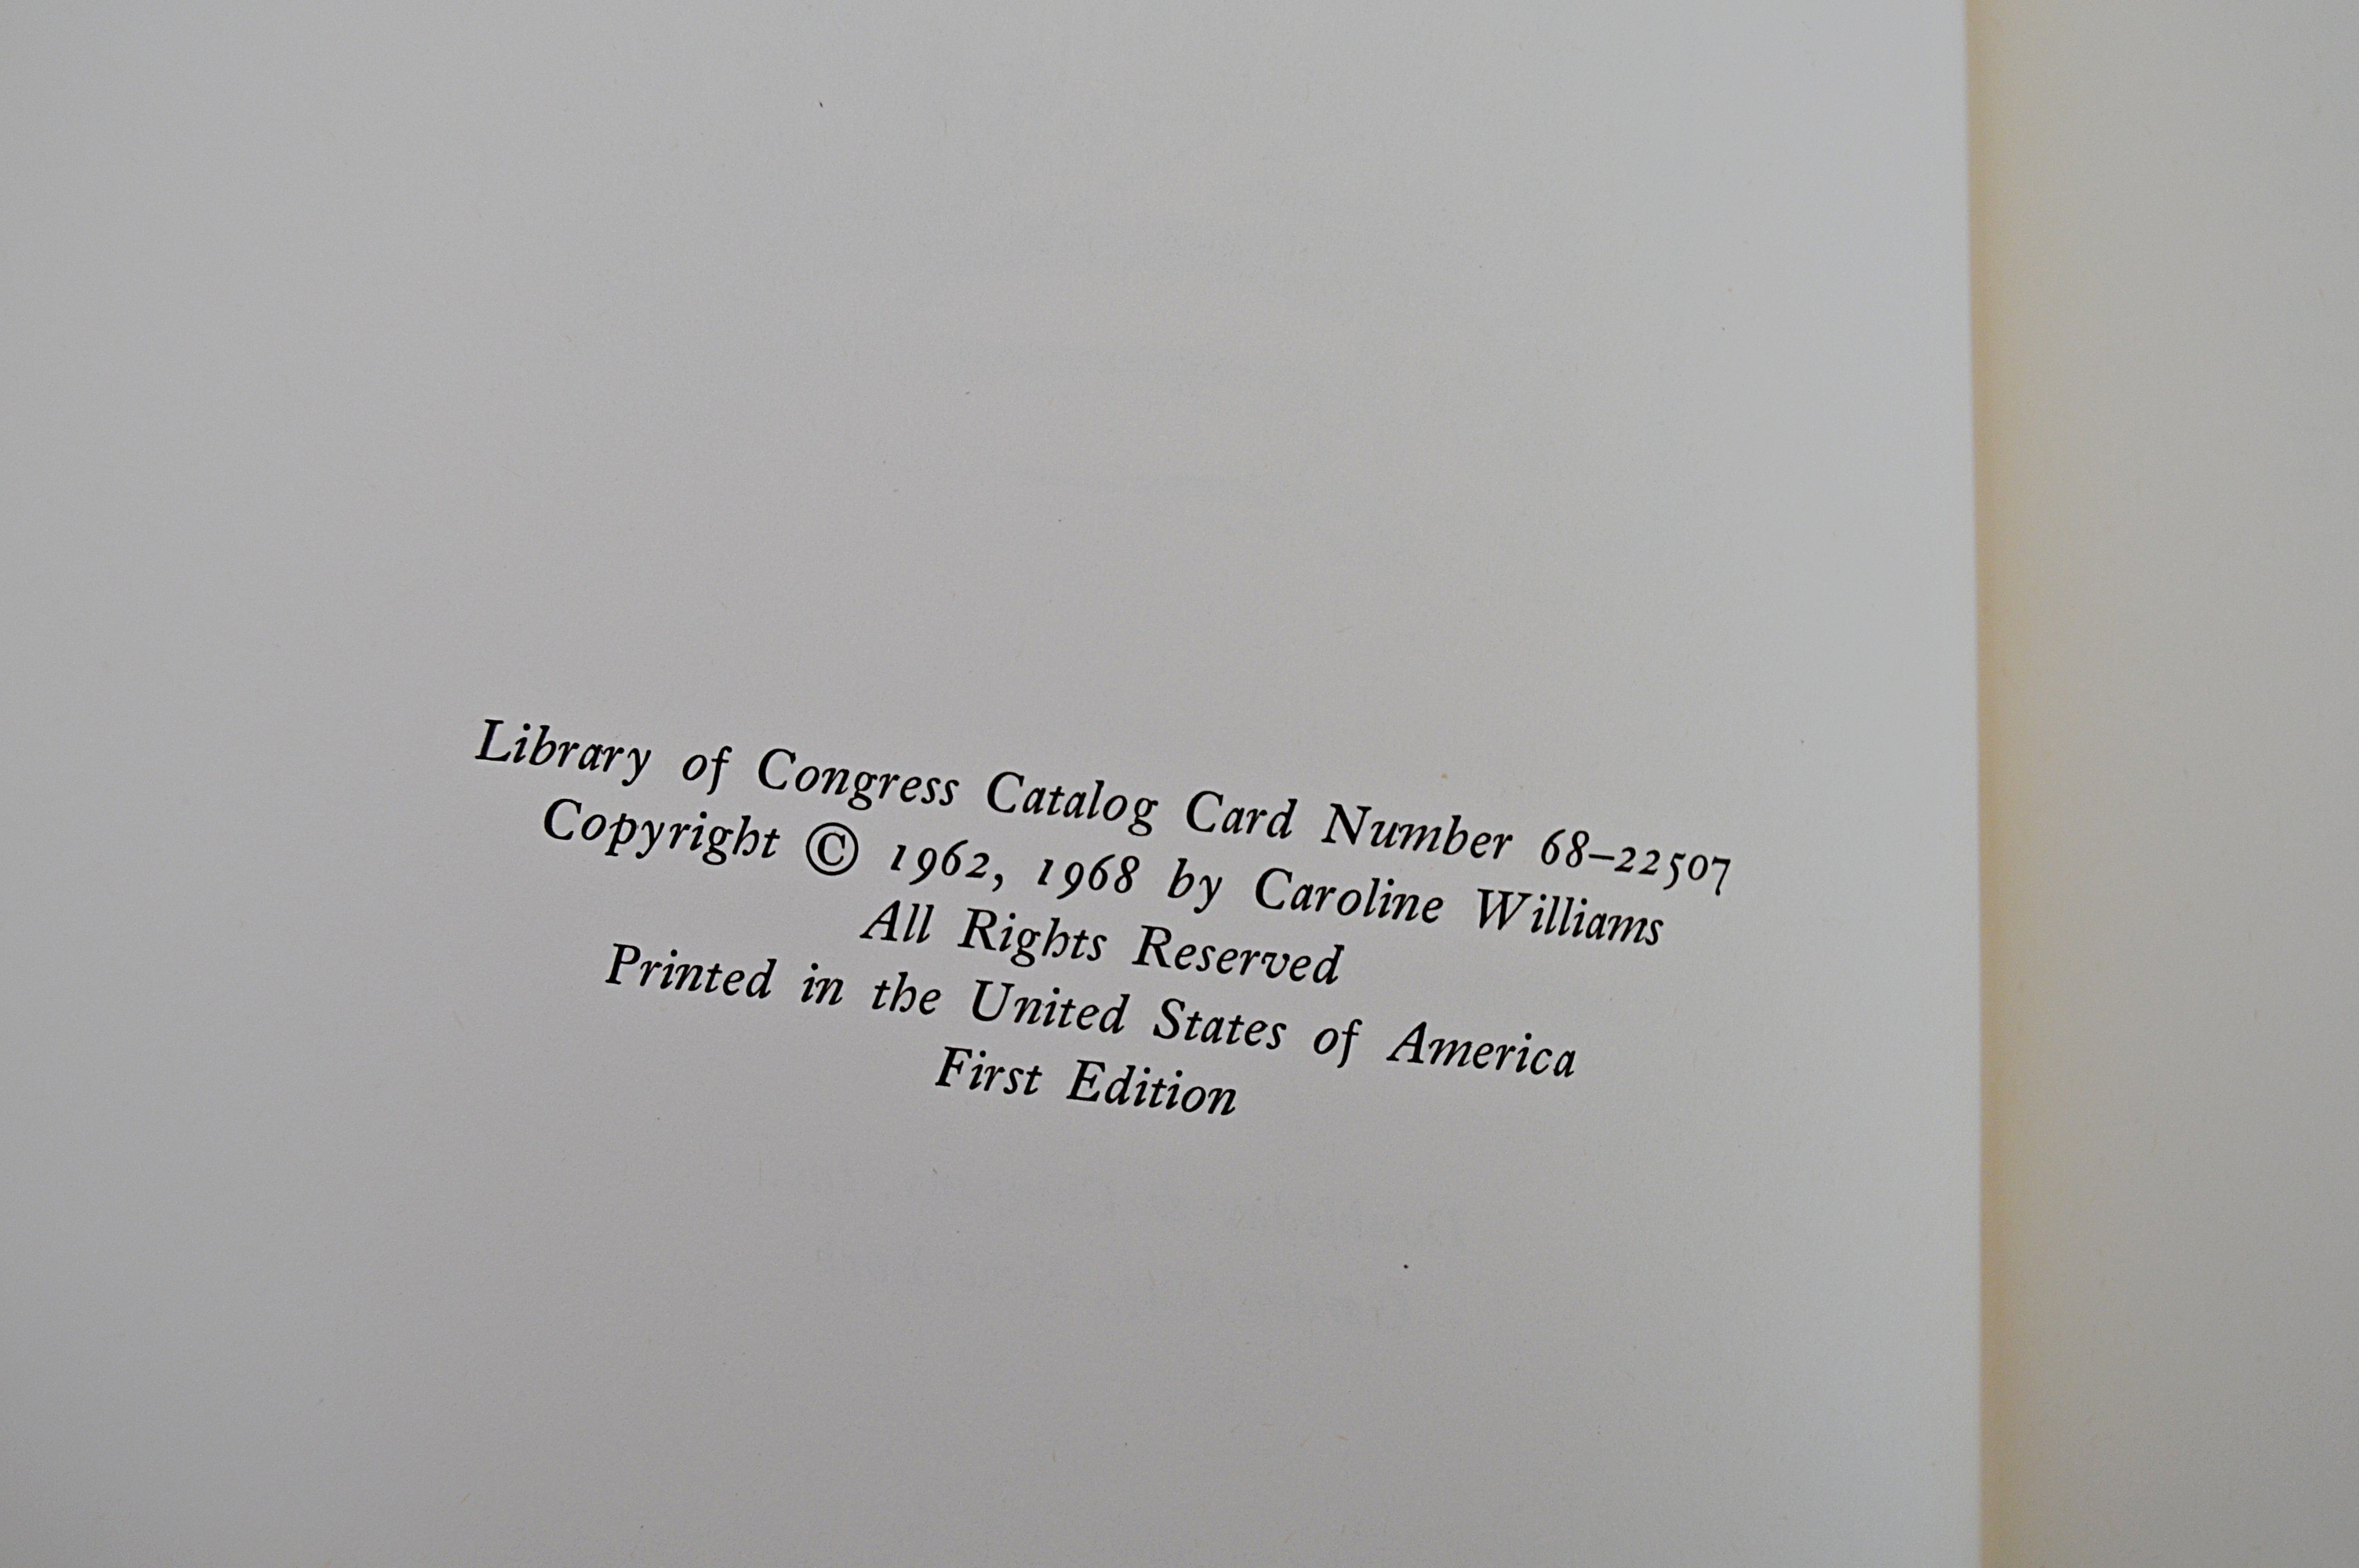 Library of Congress Catalog Card Number 68–22507
Copyright © 1962, 1968 by Caroline Williams
All Rights Reserved
Printed in the United States of America
First Edition